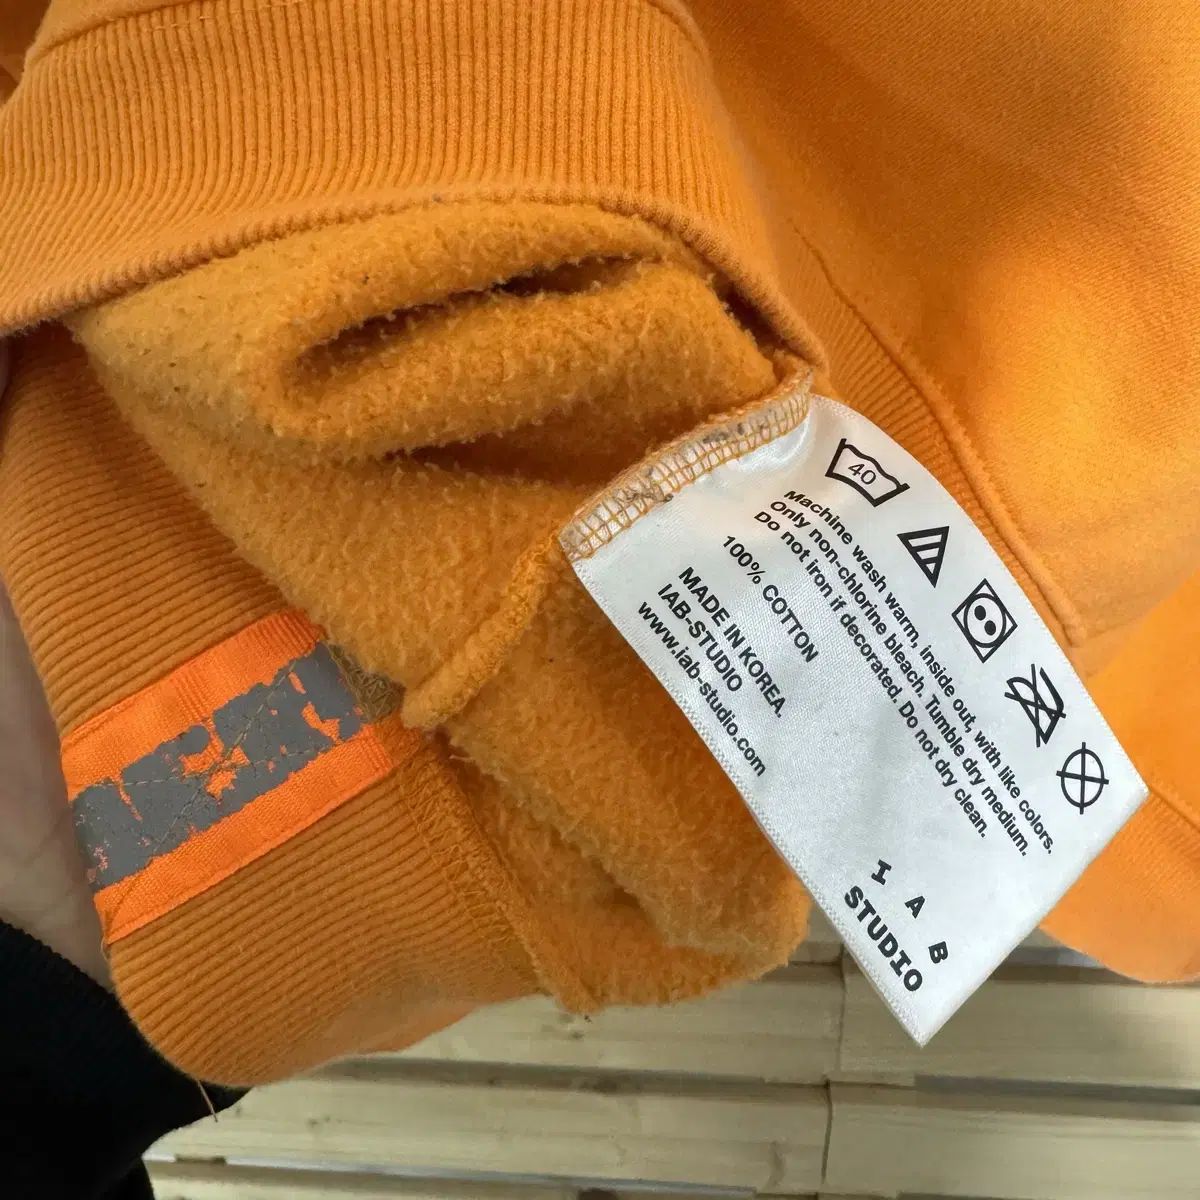 40
Machine wash warm, inside out, with like colors.
Only non-chlorine bleach. Tumble dry medium.
Do not iron if decorated. Do not dry clean.
100% COTTON
MADE IN KOREA.
IAB-STUDIO
www.iab-studio.com
I A B
STUDIO